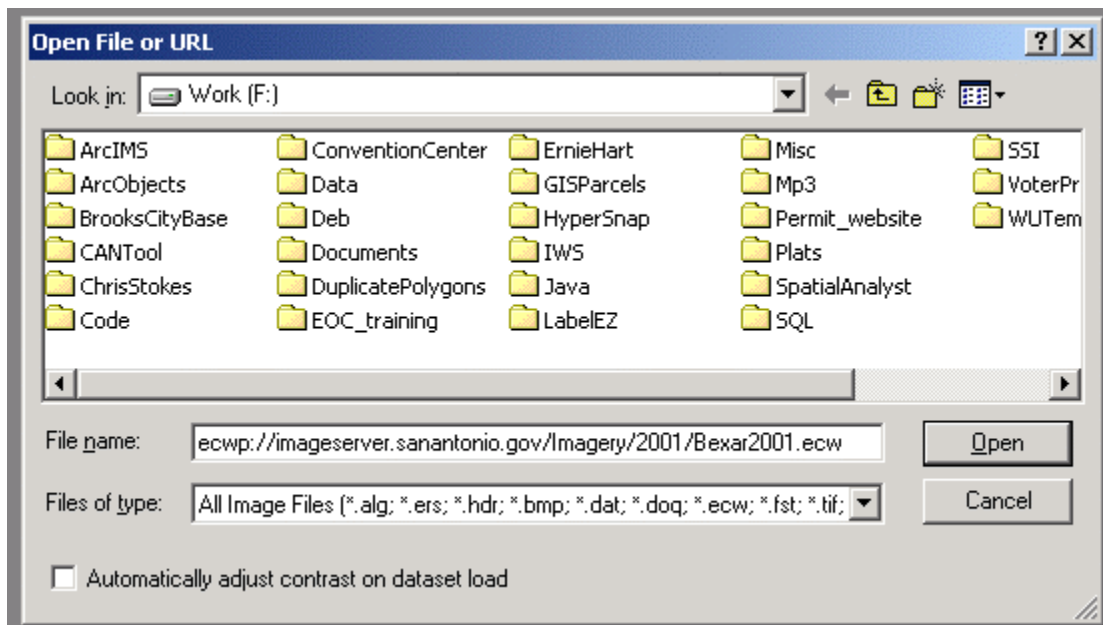 Open File or URL
Look in: Work (F:)
ArcIMS ConventionCenter ErnieHart Misc SSI
ArcObjects Data GISParcels Mp3 VoterPr
BrooksCityBase Deb HyperSnap Permit_website WUTem
CANTool Documents IWS Plats
ChrisStokes DuplicatePolygons Java SpatialAnalyst
Code EOC_training LabelEZ SQL
File name: ecwp://imageserver.sanantonio.gov/Imagery/2001/Bexar2001.ecw Open
Files of type: All Image Files (*.alg; *.ers; *.hdr; *.bmp; *.dat; *.doq; *.ecw; *.fst; *.tif; Cancel
Automatically adjust contrast on dataset load